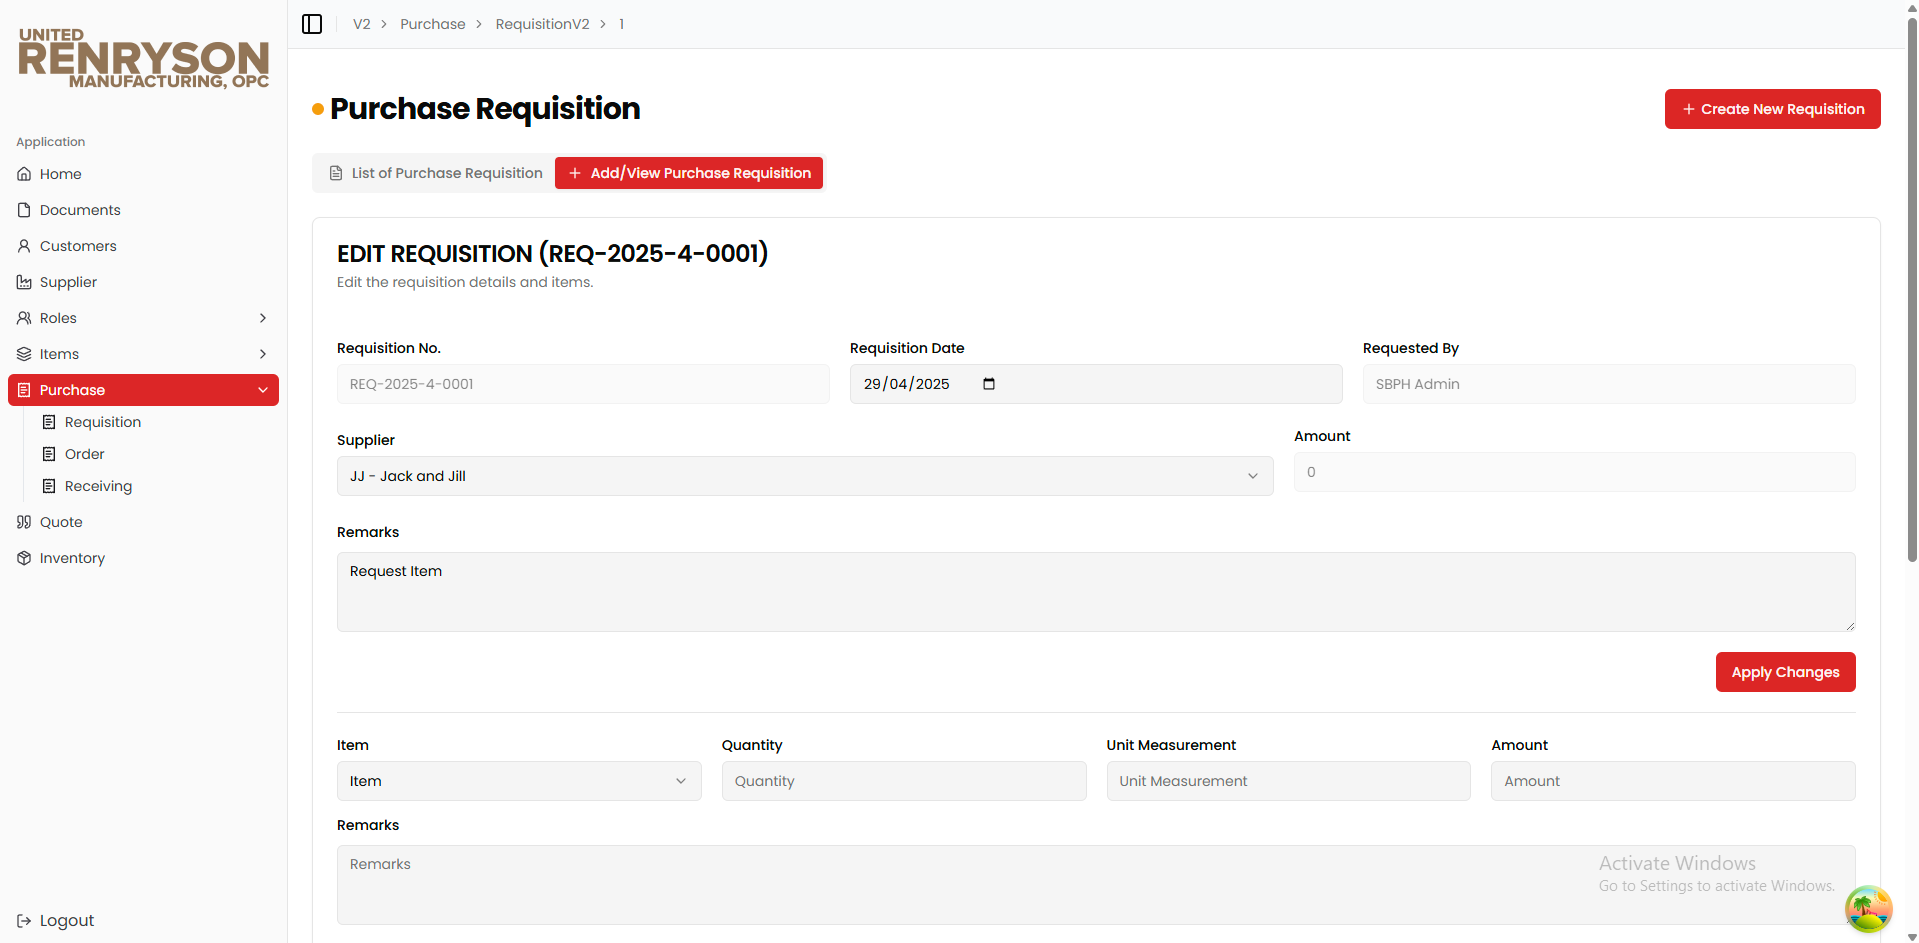 UNITED
RENRYSON
MANUFACTURING, OPC
Application
Home
Documents
Customers
Supplier
Roles
Items
Purchase
Requisition
Order
Receiving
Quote
Inventory
Logout
V2 > Purchase > RequisitionV2 > 1
Purchase Requisition
+ Create New Requisition
List of Purchase Requisition
+ Add/View Purchase Requisition
EDIT REQUISITION (REQ-2025-4-0001)
Edit the requisition details and items.
Requisition No. Requisition Date Requested By
REQ-2025-4-0001 29/04/2025 SBPH Admin
Supplier Amount
JJ - Jack and Jill 0
Remarks
Request Item
Apply Changes
Item Quantity Unit Measurement Amount
Item Quantity Unit Measurement Amount
Remarks
Remarks
Activate Windows
Go to Settings to activate Windows.